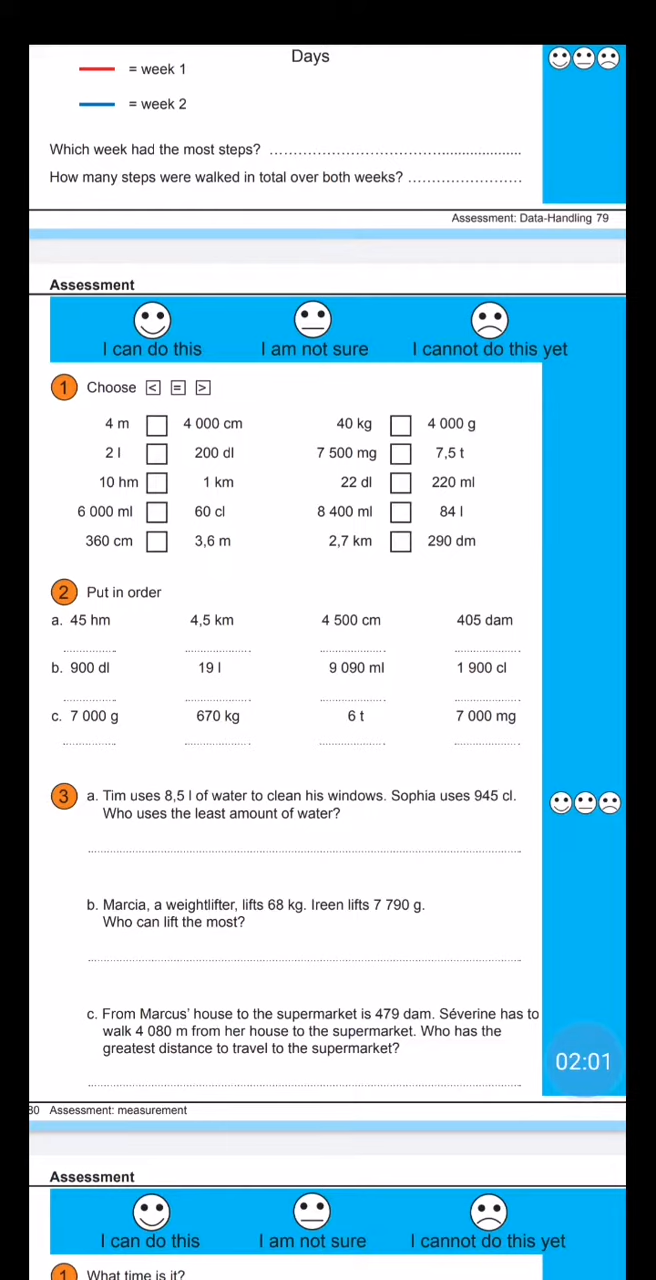 Days
= week 1
= week 2
Which week had the most steps? ........................................................
How many steps were walked in total over both weeks? ........................
Assessment: Data-Handling 79
Assessment
I can do this I am not sure I cannot do this yet
1 Choose < = >
4 m 4 000 cm 40 kg 4 000 g
2 l 200 dl 7 500 mg 7,5 t
10 hm 1 km 22 dl 220 ml
6 000 ml 60 cl 8 400 ml 84 l
360 cm 3,6 m 2,7 km 290 dm
2 Put in order
a. 45 hm 4,5 km 4 500 cm 405 dam
b. 900 dl 19 l 9 090 ml 1 900 cl
c. 7 000 g 670 kg 6 t 7 000 mg
3 a. Tim uses 8,5 l of water to clean his windows. Sophia uses 945 cl.
Who uses the least amount of water?
b. Marcia, a weightlifter, lifts 68 kg. Ireen lifts 7 790 g.
Who can lift the most?
c. From Marcus' house to the supermarket is 479 dam. Séverine has to
walk 4 080 m from her house to the supermarket. Who has the
greatest distance to travel to the supermarket?
02:01
80 Assessment: measurement
Assessment
I can do this I am not sure I cannot do this yet
1 What time is it?